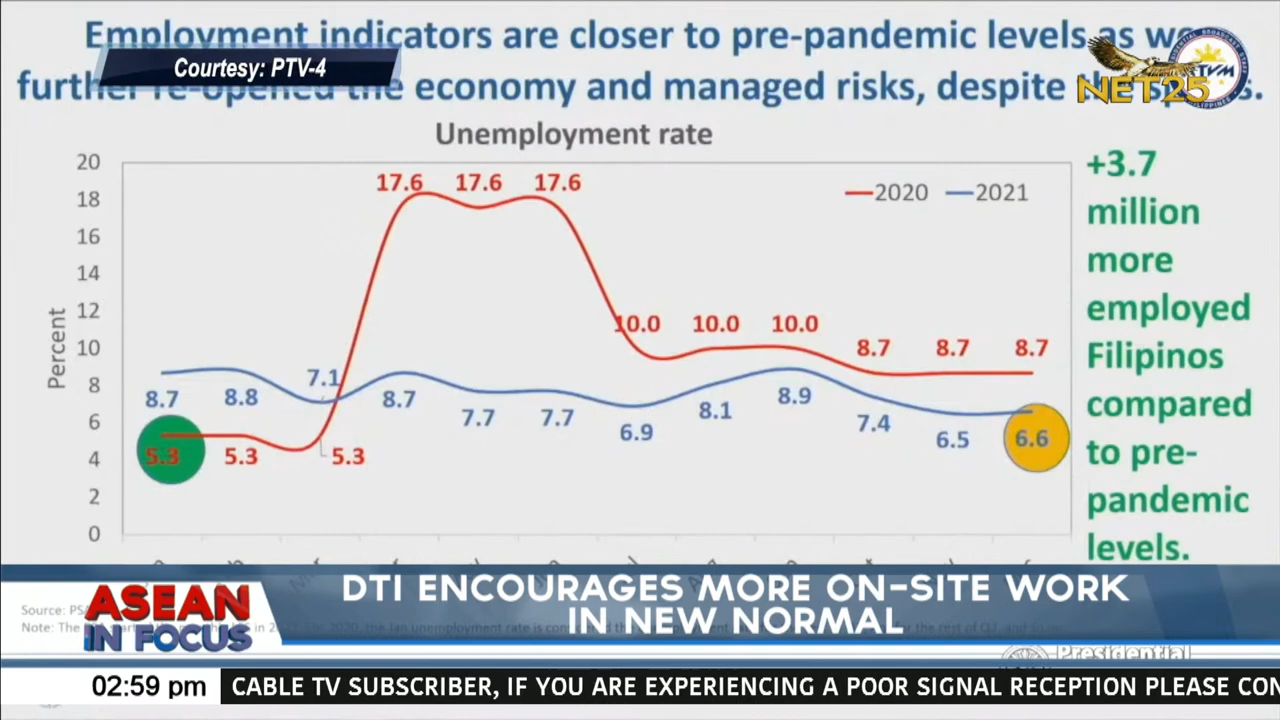 Employment indicators are closer to pre-pandemic levels as we
Courtesy: PTV-4
further re-opened the economy and managed risks, despite the
NET25
TVM
Unemployment rate
20
18
16
14
12
10
8
6
4
2
0
Percent
2020 2021
17.6 17.6 17.6
10.0 10.0 10.0
8.7 8.7 8.7
5.3 5.3 5.3
8.7 8.8 7.1 8.7 7.7 7.7 6.9 8.1 8.9 7.4 6.5 6.6
+3.7
million
more
employed
Filipinos
compared
to pre-
pandemic
levels.
ASEAN
IN FOCUS
DTI ENCOURAGES MORE ON-SITE WORK
IN NEW NORMAL
Source:
Note: The
Presidential
02:59 pm
CABLE TV SUBSCRIBER, IF YOU ARE EXPERIENCING A POOR SIGNAL RECEPTION PLEASE CON